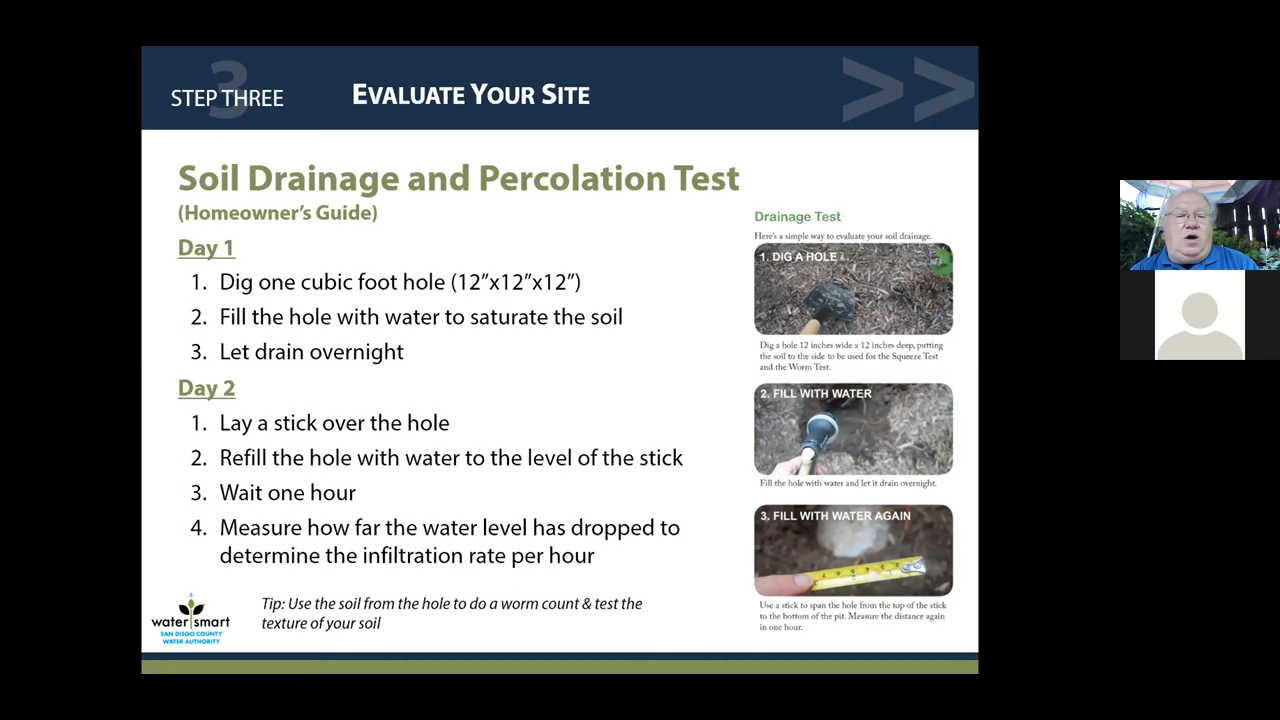 3
STEP THREE
EVALUATE YOUR SITE
>>
Soil Drainage and Percolation Test
(Homeowner's Guide)
Day 1
1. Dig one cubic foot hole (12”x12”x12”)
2. Fill the hole with water to saturate the soil
3. Let drain overnight
Day 2
1. Lay a stick over the hole
2. Refill the hole with water to the level of the stick
3. Wait one hour
4. Measure how far the water level has dropped to
determine the infiltration rate per hour
Tip: Use the soil from the hole to do a worm count & test the
texture of your soil
water smart
SAN DIEGO COUNTY
WATER AUTHORITY
Drainage Test
Here's a simple way to evaluate your soil drainage.
1. DIG A HOLE
Dig a hole 12 inches wide x 12 inches deep, putting
the soil to the side to be used for the Squeeze Test
and the Worm Test.
2. FILL WITH WATER
Fill the hole with water and let it drain overnight.
3. FILL WITH WATER AGAIN
Use a stick to span the hole from the top of the stick
to the bottom of the pit. Measure the distance again
in one hour.